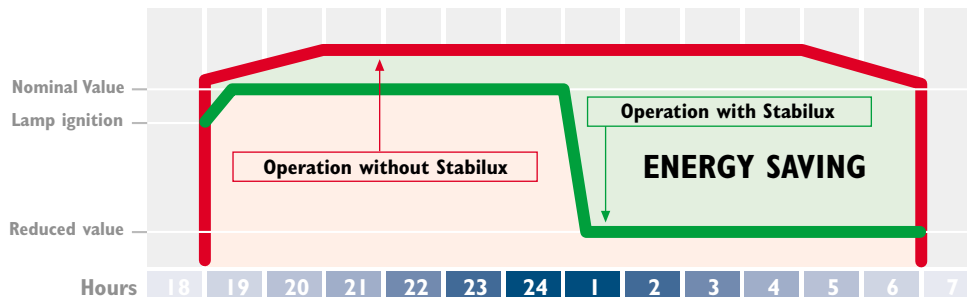 Nominal Value
Lamp ignition
Operation with Stabilux
Operation without Stabilux
ENERGY SAVING
Reduced value
Hours 18 19 20 21 22 23 24 1 2 3 4 5 6 7